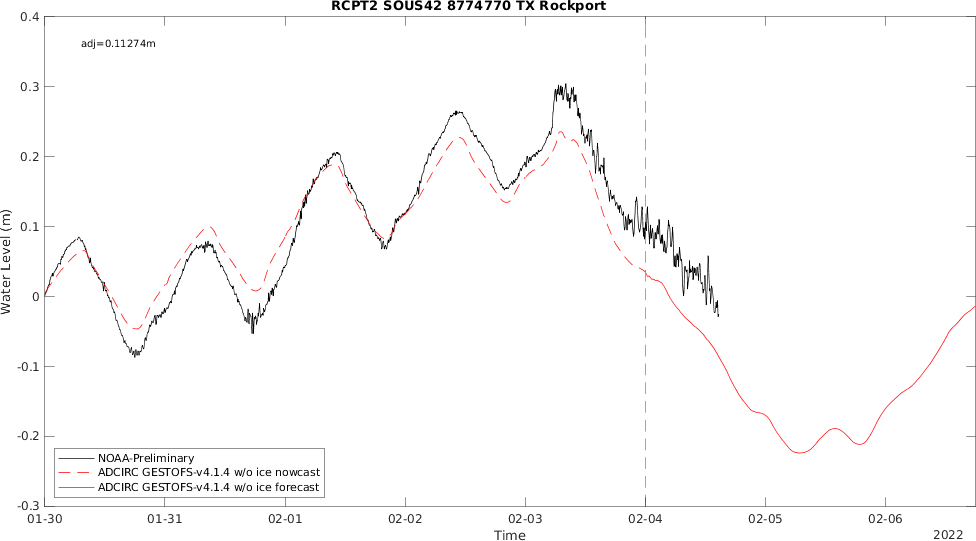 RCPT2 SOUS42 8774770 TX Rockport
0.4
adj=0.11274m
0.3
0.2
0.1
0
-0.1
-0.2
-0.3
Water Level (m)
NOAA-Preliminary
ADCIRC GESTOFS-v4.1.4 w/o ice nowcast
ADCIRC GESTOFS-v4.1.4 w/o ice forecast
01-30 01-31 02-01 02-02 02-03 02-04 02-05 02-06
Time
2022